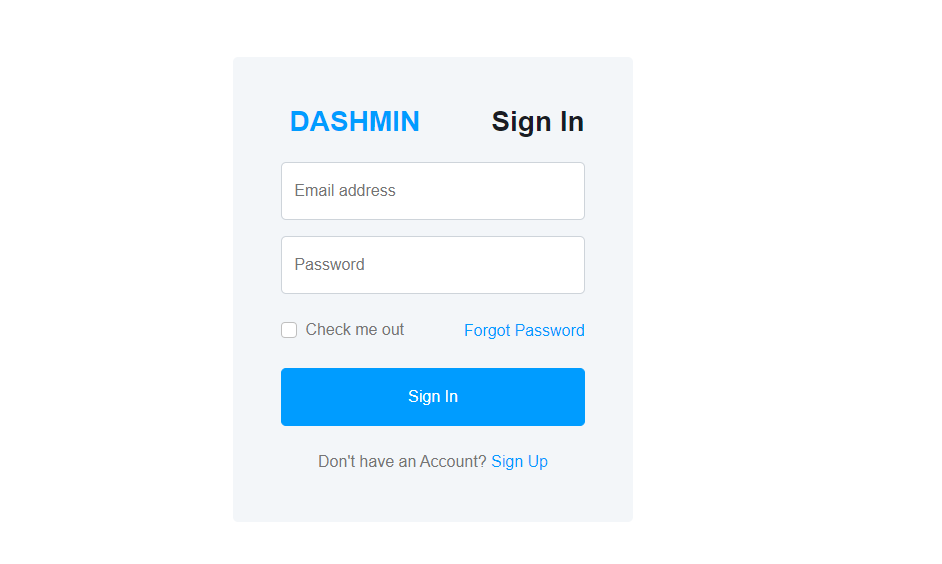 DASHMIN Sign In
Email address
Password
Check me out Forgot Password
Sign In
Don't have an Account? Sign Up